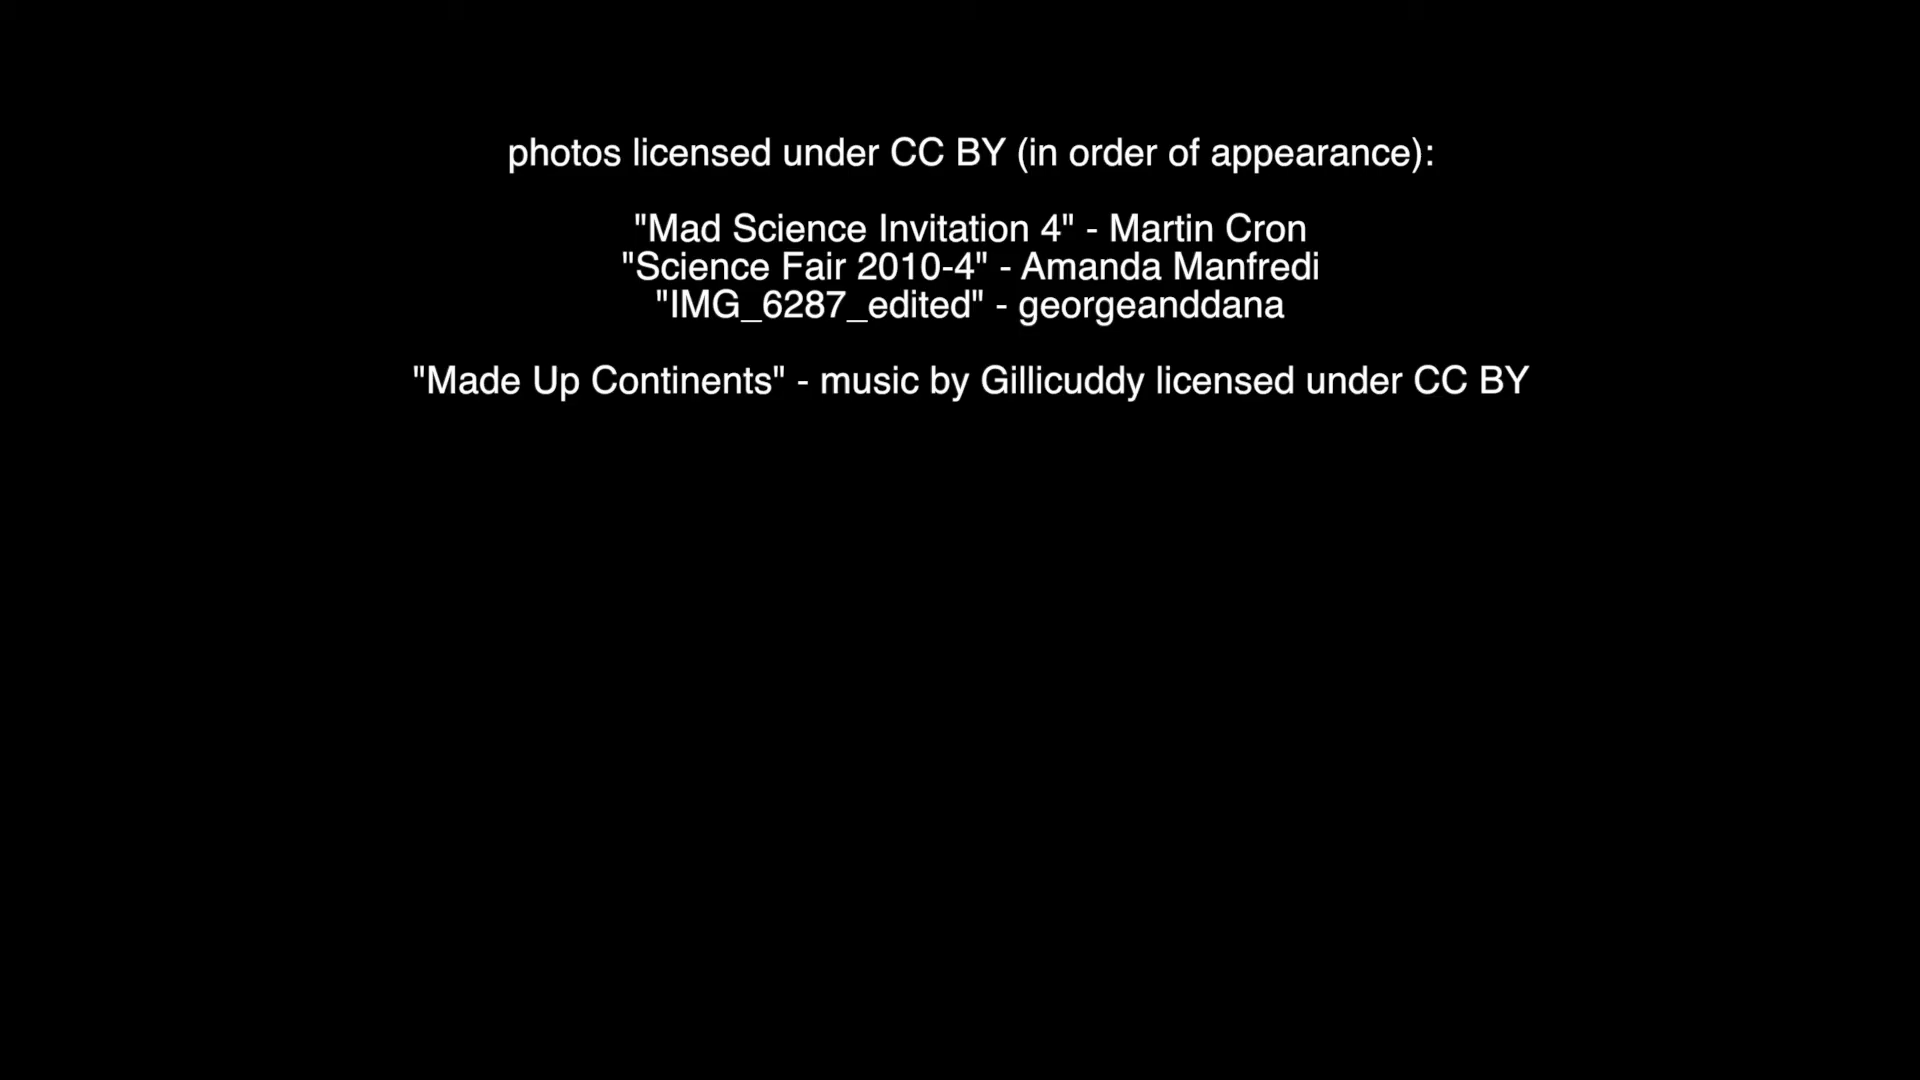 photos licensed under CC BY (in order of appearance):
"Mad Science Invitation 4" - Martin Cron
"Science Fair 2010-4" - Amanda Manfredi
"IMG_6287_edited" - georgeanddana
"Made Up Continents" - music by Gillicuddy licensed under CC BY